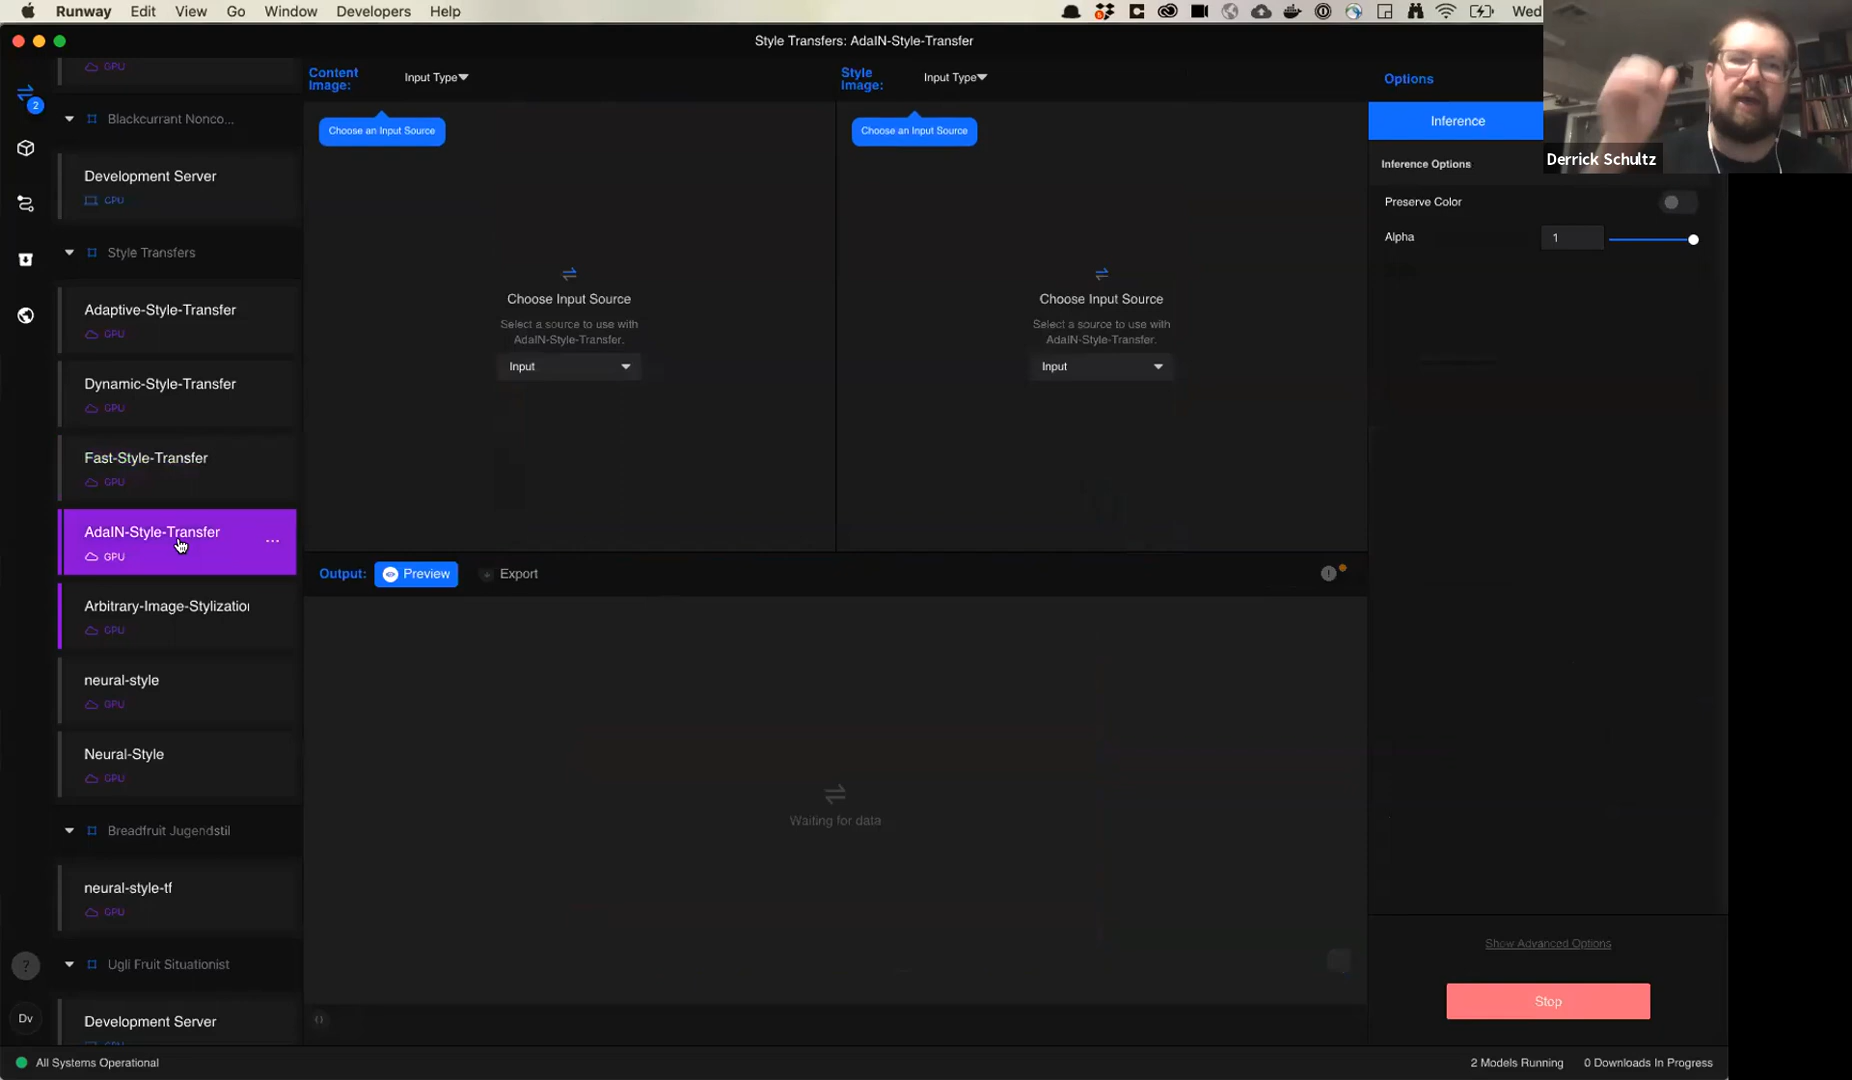 Runway Edit View Go Window Developers Help
Wed
Style Transfers: AdaIN-Style-Transfer
GPU
2
Blackcurrant Nonco...
Development Server
GPU
Style Transfers
Adaptive-Style-Transfer
GPU
Dynamic-Style-Transfer
GPU
Fast-Style-Transfer
GPU
AdaIN-Style-Transfer
...
GPU
Arbitrary-Image-Stylization
GPU
neural-style
GPU
Neural-Style
GPU
Breadfruit Jugendstil
neural-style-tf
GPU
Ugli Fruit Situationist
Development Server
?
Dv
Content
Image:
Input Type
Choose an Input Source
Choose Input Source
Select a source to use with
AdaIN-Style-Transfer.
Input
Style
Image:
Input Type
Choose an Input Source
Choose Input Source
Select a source to use with
AdaIN-Style-Transfer.
Input
Output: Preview Export
Waiting for data
Options
Inference
Inference Options
Preserve Color
Alpha 1
Show Advanced Options
Stop
Derrick Schultz
All Systems Operational
2 Models Running 0 Downloads In Progress